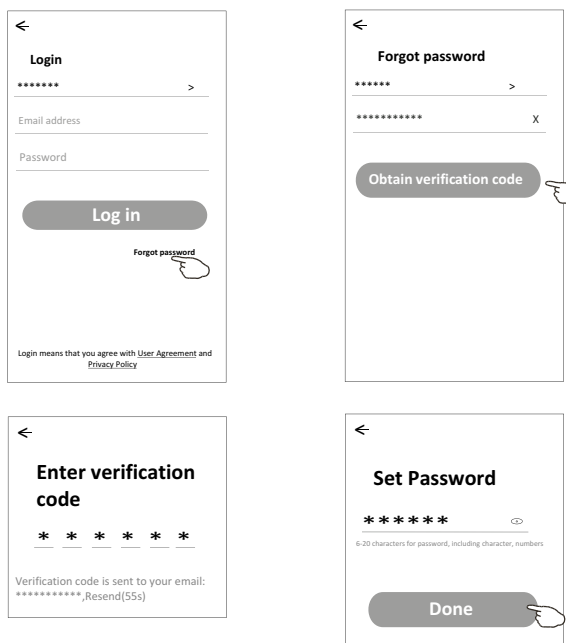 Login
******* >
Email address
Password
Log in
Forgot password
Login means that you agree with User Agreement and
Privacy Policy
Forgot password
****** >
*********** X
Obtain verification code
Enter verification
code
* * * * * *
Verification code is sent to your email:
***********,Resend(55s)
Set Password
******
6-20 characters for password, including character, numbers
Done